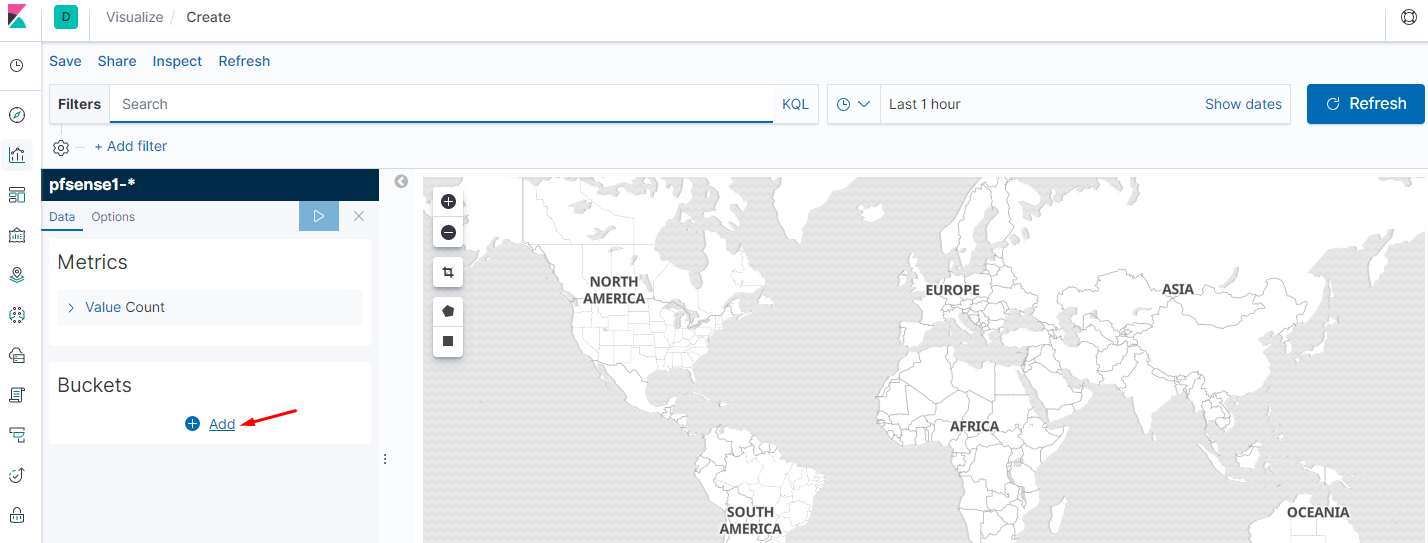 D Visualize / Create
Save Share Inspect Refresh
Filters Search KQL Last 1 hour Show dates Refresh
+ Add filter
pfsense1-*
Data Options
Metrics
Value Count
Buckets
Add
NORTH
AMERICA
EUROPE
ASIA
AFRICA
SOUTH
AMERICA
OCEANIA